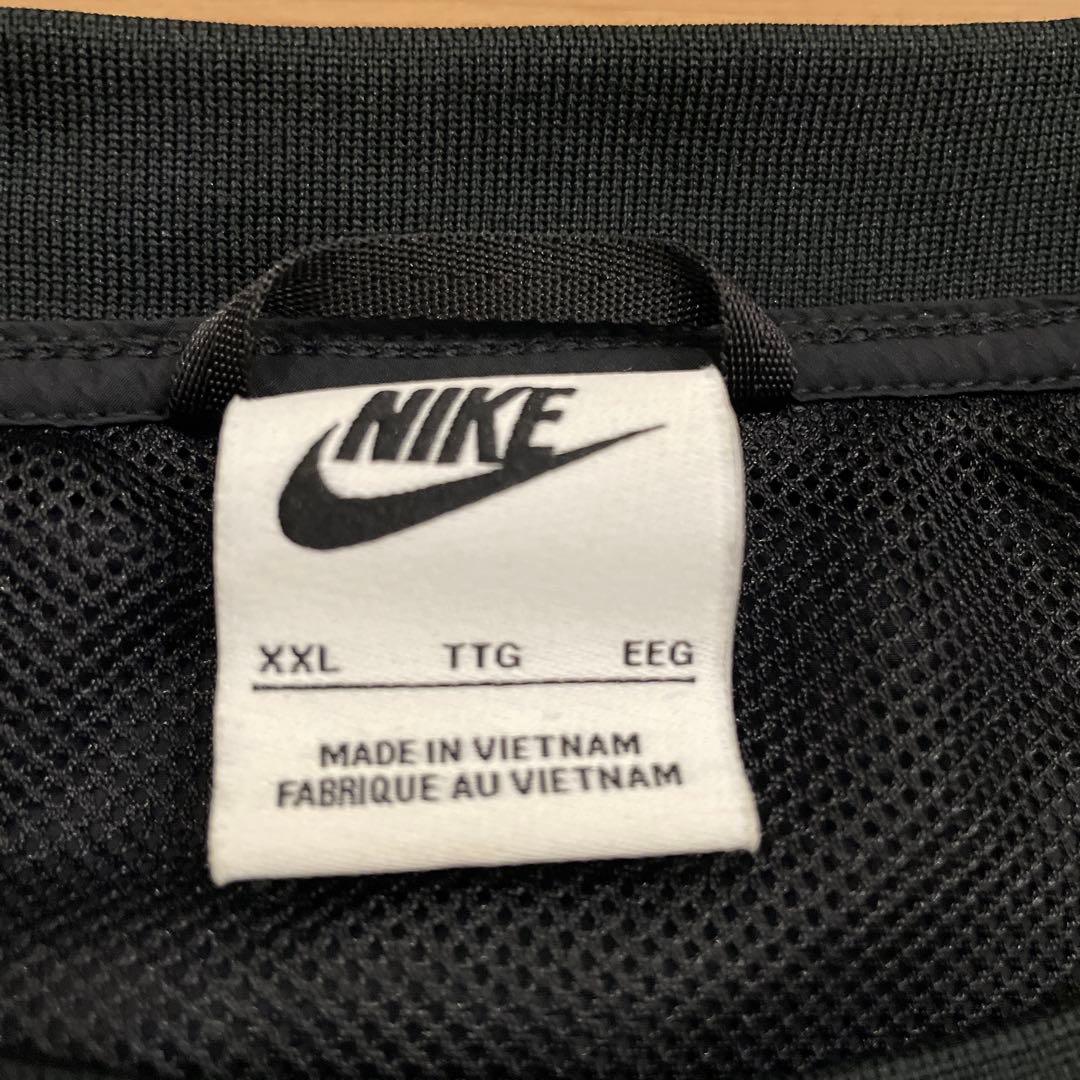 NIKE
XXL TTG EEG
MADE IN VIETNAM
FABRIQUE AU VIETNAM